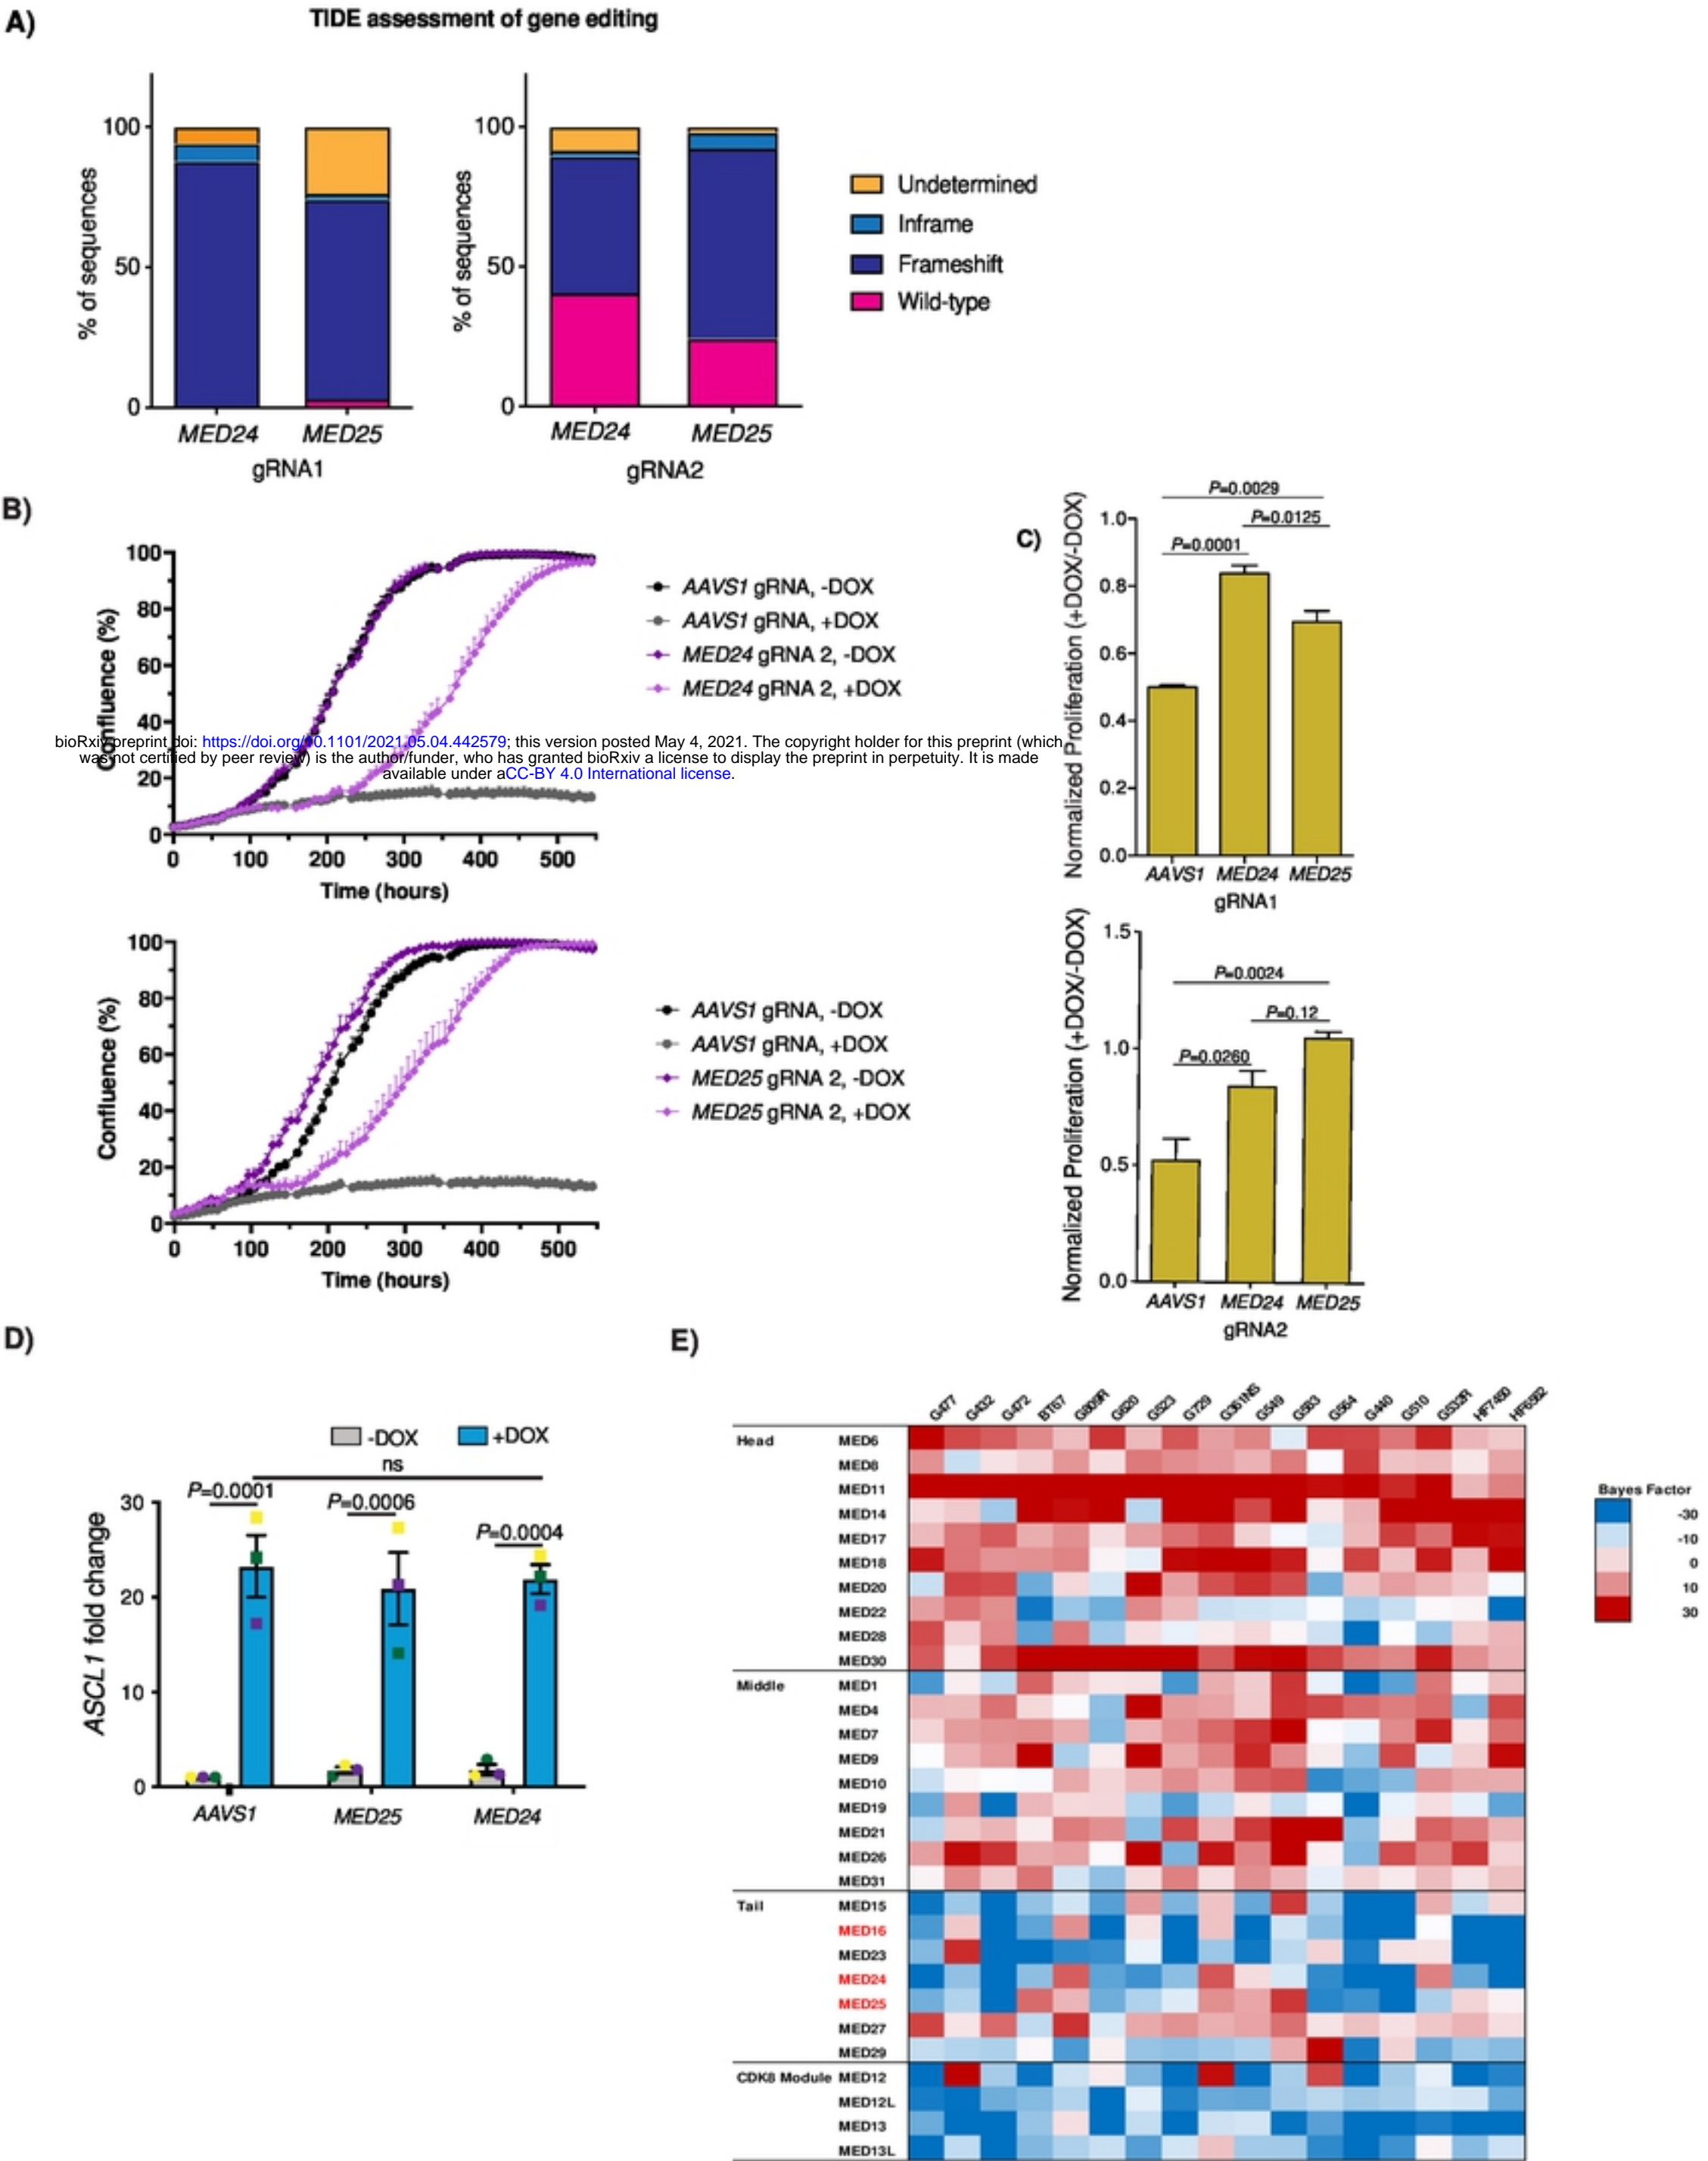 A)
TIDE assessment of gene editing
% of sequences
100
50
0
MED24 MED25
gRNA1
% of sequences
100
50
0
MED24 MED25
gRNA2
Undetermined
Inframe
Frameshift
Wild-type
B)
Confluence (%)
100
80
60
40
20
0
0 100 200 300 400 500
Time (hours)
AAVS1 gRNA, -DOX
AAVS1 gRNA, +DOX
MED24 gRNA 2, -DOX
MED24 gRNA 2, +DOX
bioRxiv preprint doi: https://doi.org/10.1101/2021.05.04.442579; this version posted May 4, 2021. The copyright holder for this preprint (which
was not certified by peer review) is the author/funder, who has granted bioRxiv a license to display the preprint in perpetuity. It is made
available under aCC-BY 4.0 International license.
Confluence (%)
100
80
60
40
20
0
0 100 200 300 400 500
Time (hours)
AAVS1 gRNA, -DOX
AAVS1 gRNA, +DOX
MED25 gRNA 2, -DOX
MED25 gRNA 2, +DOX
C)
Normalized Proliferation (+DOX/-DOX)
P=0.0029
P=0.0125
P=0.0001
1.0
0.8
0.6
0.4
0.2
0.0
AAVS1 MED24 MED25
gRNA1
Normalized Proliferation (+DOX/-DOX)
1.5
P=0.0024
P=0.12
P=0.0260
1.0
0.5
0.0
AAVS1 MED24 MED25
gRNA2
D)
-DOX +DOX
ns
P=0.0001
P=0.0006
P=0.0004
ASCL1 fold change
30
20
10
0
AAVS1 MED25 MED24
E)
G477 G432 G472 BT67 G809R G620 G523 G729 G361NS G549 G583 G564 G440 G510 G532R HF7450 HF6562
Head MED6
MED8
MED11
MED14
MED17
MED18
MED20
MED22
MED28
MED30
Middle MED1
MED4
MED7
MED9
MED10
MED19
MED21
MED26
MED31
Tail MED15
MED16
MED23
MED24
MED25
MED27
MED29
CDK8 Module MED12
MED12L
MED13
MED13L
Bayes Factor
-30
-10
0
10
30